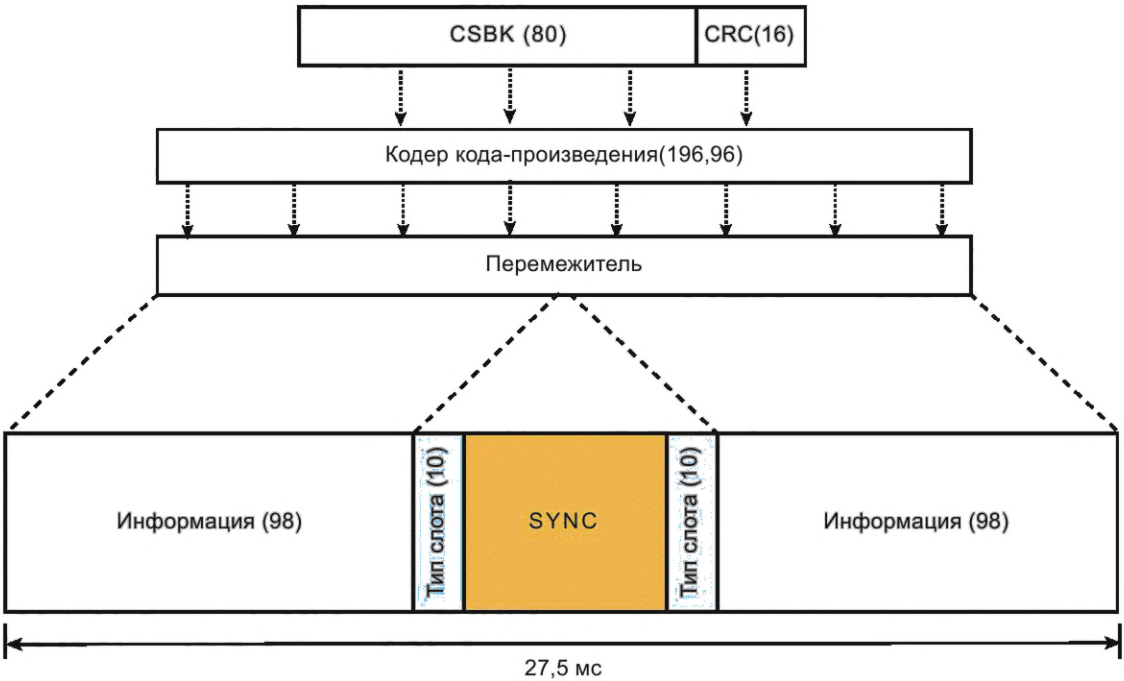 CSBK (80)
CRC(16)
Кодер кода-произведения(196,96)
Перемежитель
Информация (98)
Тип слота (10)
SYNC
Тип слота (10)
Информация (98)
27,5 мс